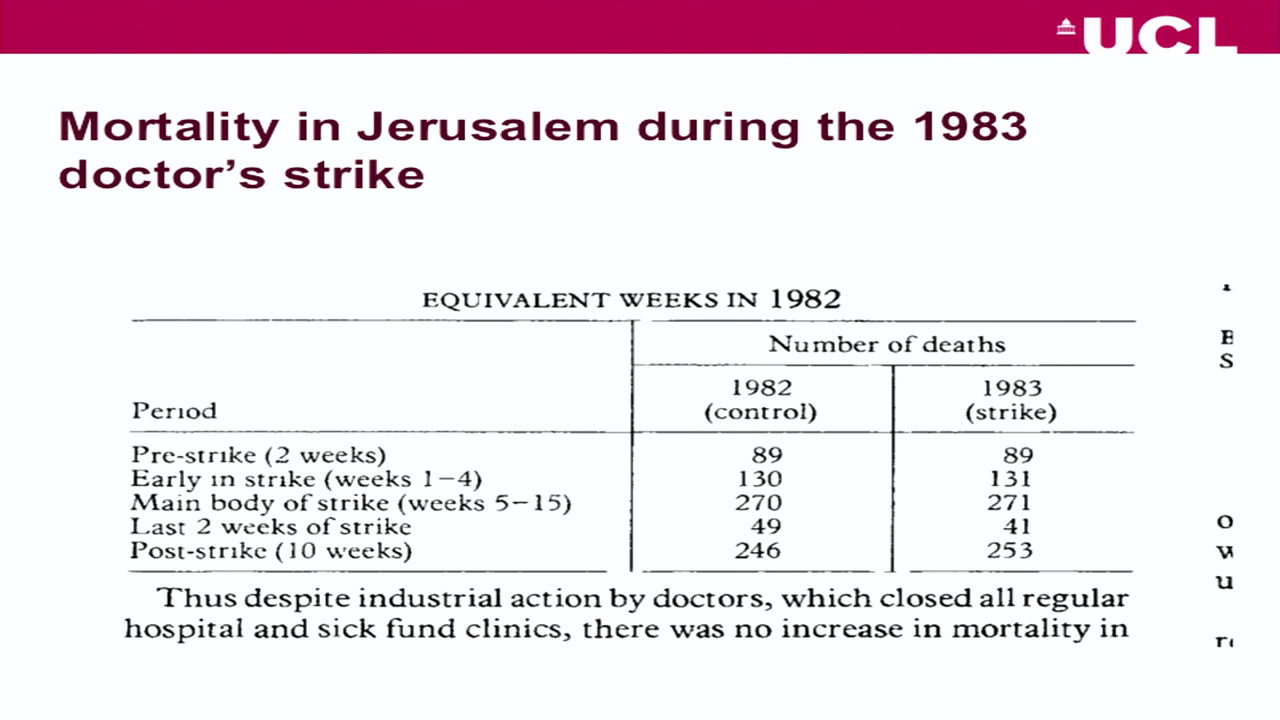 UCL
Mortality in Jerusalem during the 1983
doctor's strike
EQUIVALENT WEEKS IN 1982
Number of deaths
1982 1983
Period (control) (strike)
Pre-strike (2 weeks) 89 89
Early in strike (weeks 1–4) 130 131
Main body of strike (weeks 5–15) 270 271
Last 2 weeks of strike 49 41
Post-strike (10 weeks) 246 253
Thus despite industrial action by doctors, which closed all regular
hospital and sick fund clinics, there was no increase in mortality in